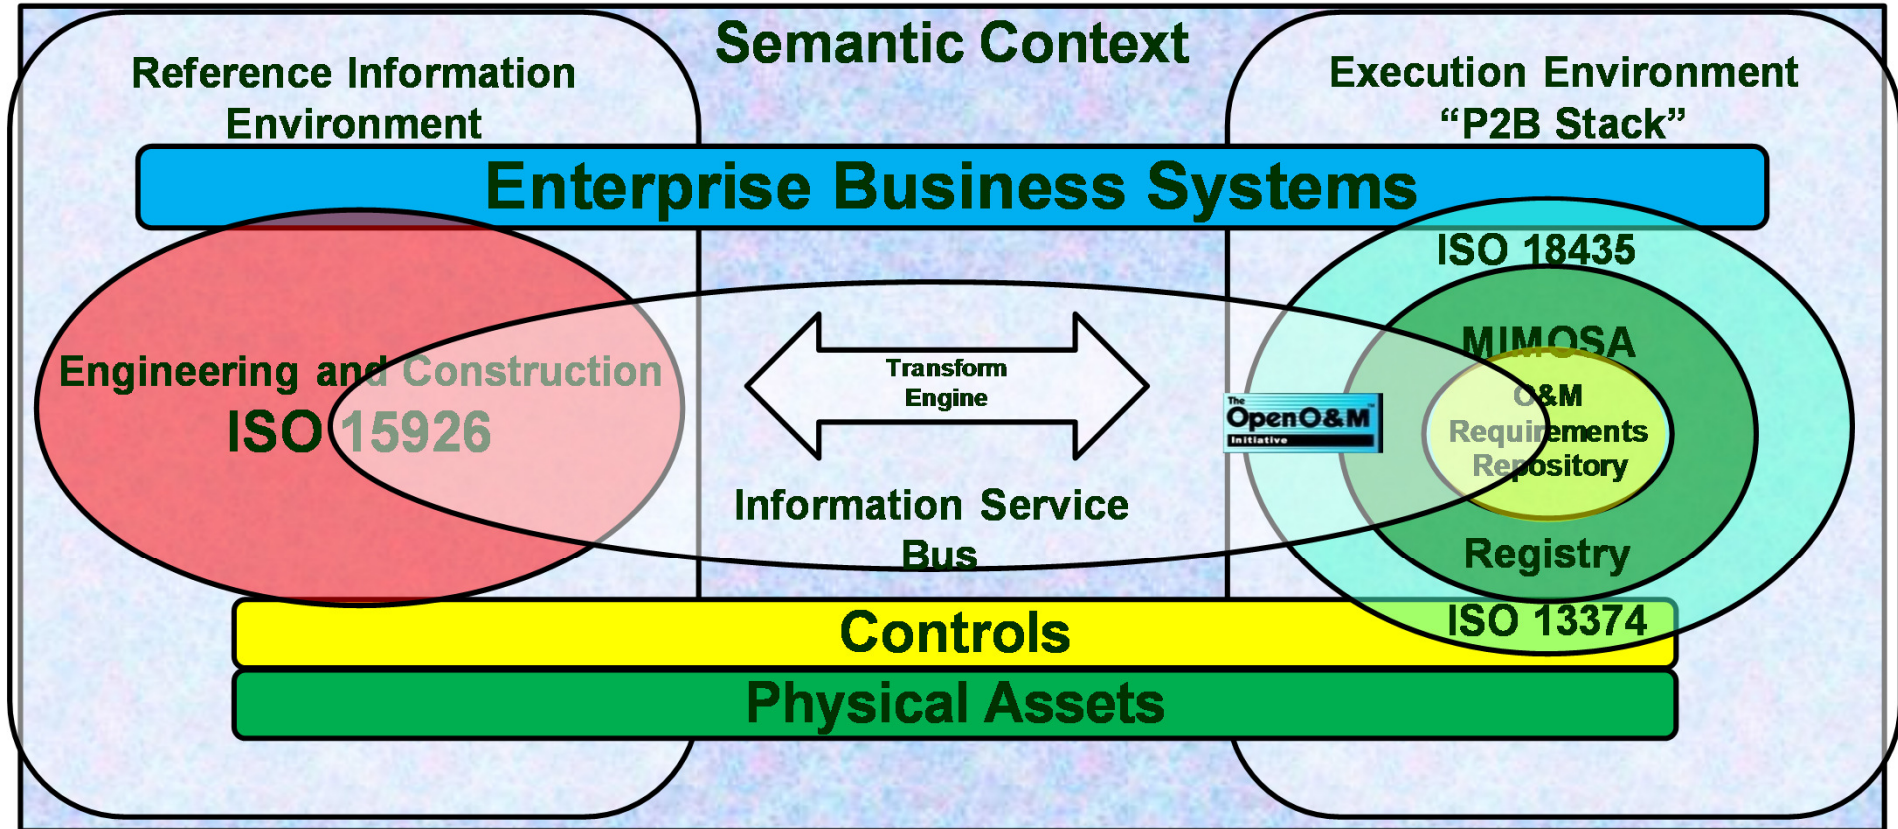 Semantic Context
Reference Information
Environment
Execution Environment
“P2B Stack”
Enterprise Business Systems
ISO 18435
MIMOSA
Engineering and Construction
ISO 15926
Transform
Engine
The
OpenO&M™
Initiative
O&M
Requirements
Repository
Information Service
Bus
Registry
ISO 13374
Controls
Physical Assets